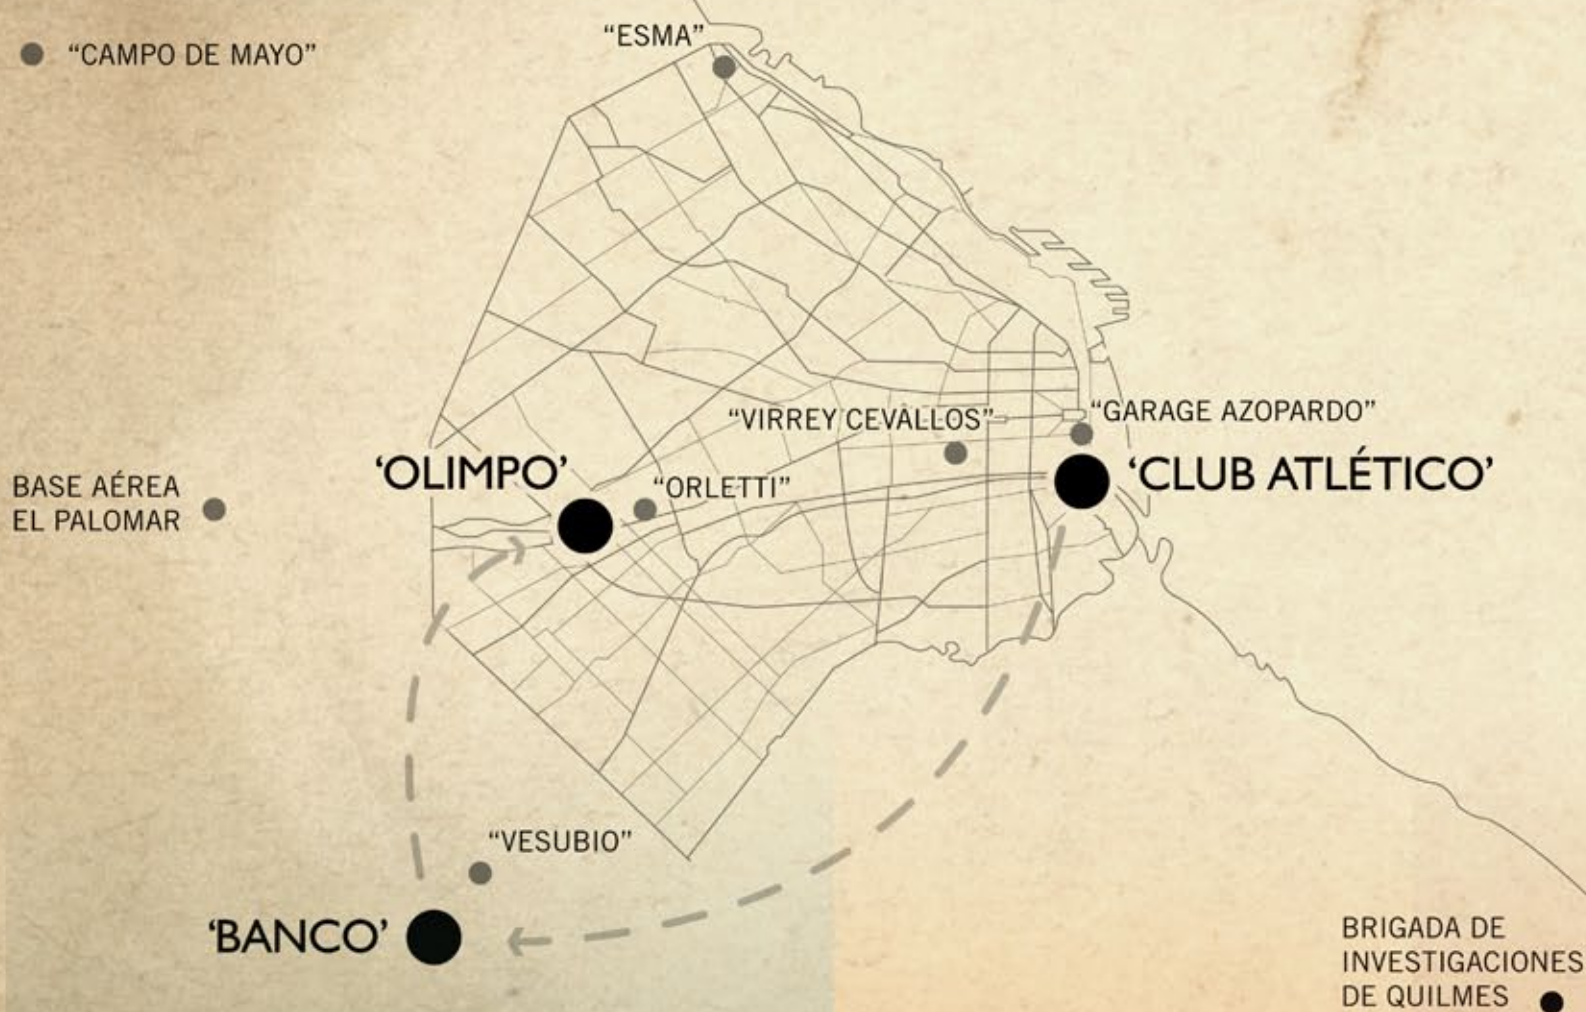 “ESMA”
“CAMPO DE MAYO”
“GARAGE AZOPARDO”
“VIRREY CEVALLOS”
‘OLIMPO’
‘CLUB ATLÉTICO’
“ORLETTI”
BASE AÉREA
EL PALOMAR
“VESUBIO”
‘BANCO’
BRIGADA DE
INVESTIGACIONES
DE QUILMES